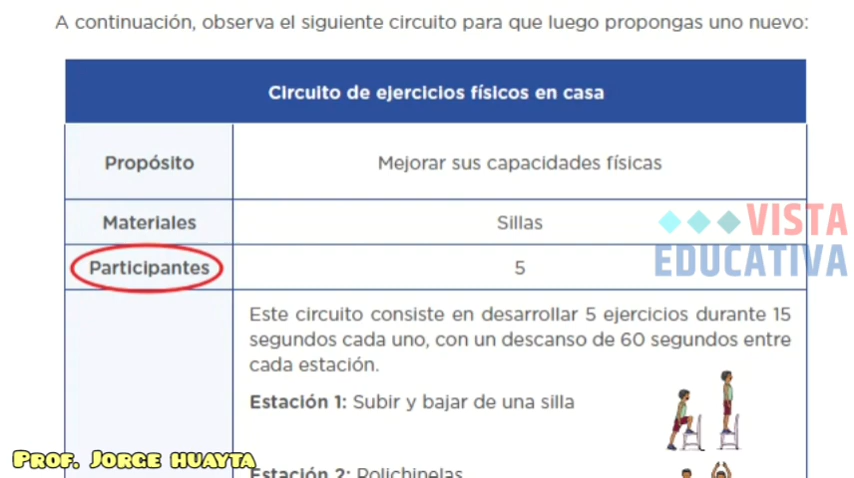 A continuación, observa el siguiente circuito para que luego propongas uno nuevo:
Circuito de ejercicios físicos en casa
Propósito
Mejorar sus capacidades físicas
Materiales
Sillas
Participantes
5
VISTA
EDUCATIVA
Este circuito consiste en desarrollar 5 ejercicios durante 15
segundos cada uno, con un descanso de 60 segundos entre
cada estación.
Estación 1: Subir y bajar de una silla
Prof. Jorge huayta
Estación 2: Polichinelas